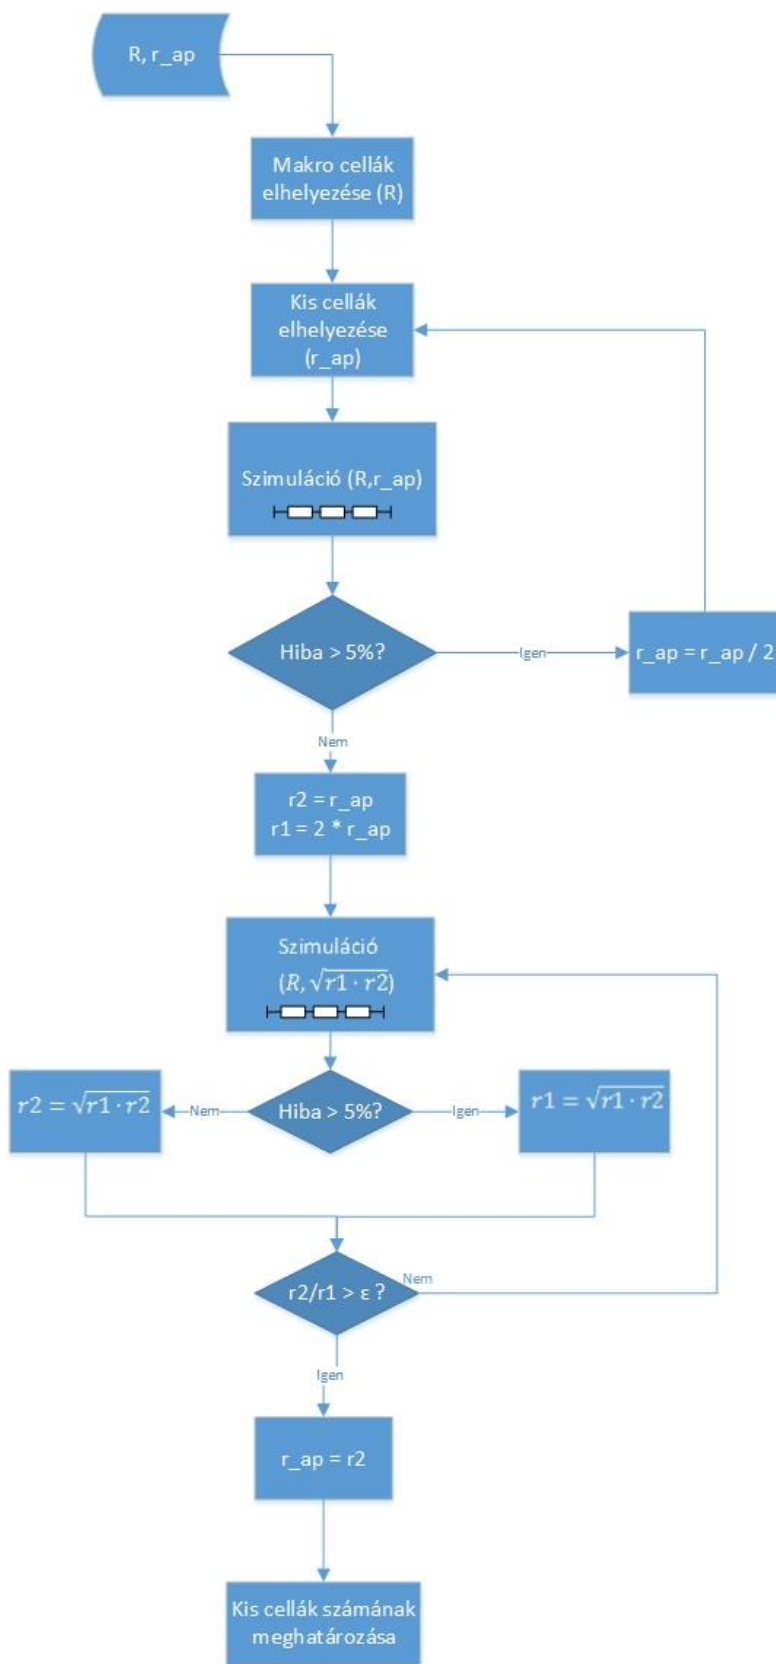 R, r_ap
Makro cellák
elhelyezése (R)
Kis cellák
elhelyezése
(r_ap)
Szimuláció (R,r_ap)
Hiba > 5%?
Igen
r_ap = r_ap / 2
Nem
r2 = r_ap
r1 = 2 * r_ap
Szimuláció
(R, √r1 · r2)
r2 = √r1 · r2
Nem
Hiba > 5%?
Igen
r1 = √r1 · r2
r2/r1 > ε ?
Nem
Igen
r_ap = r2
Kis cellák számának
meghatározása